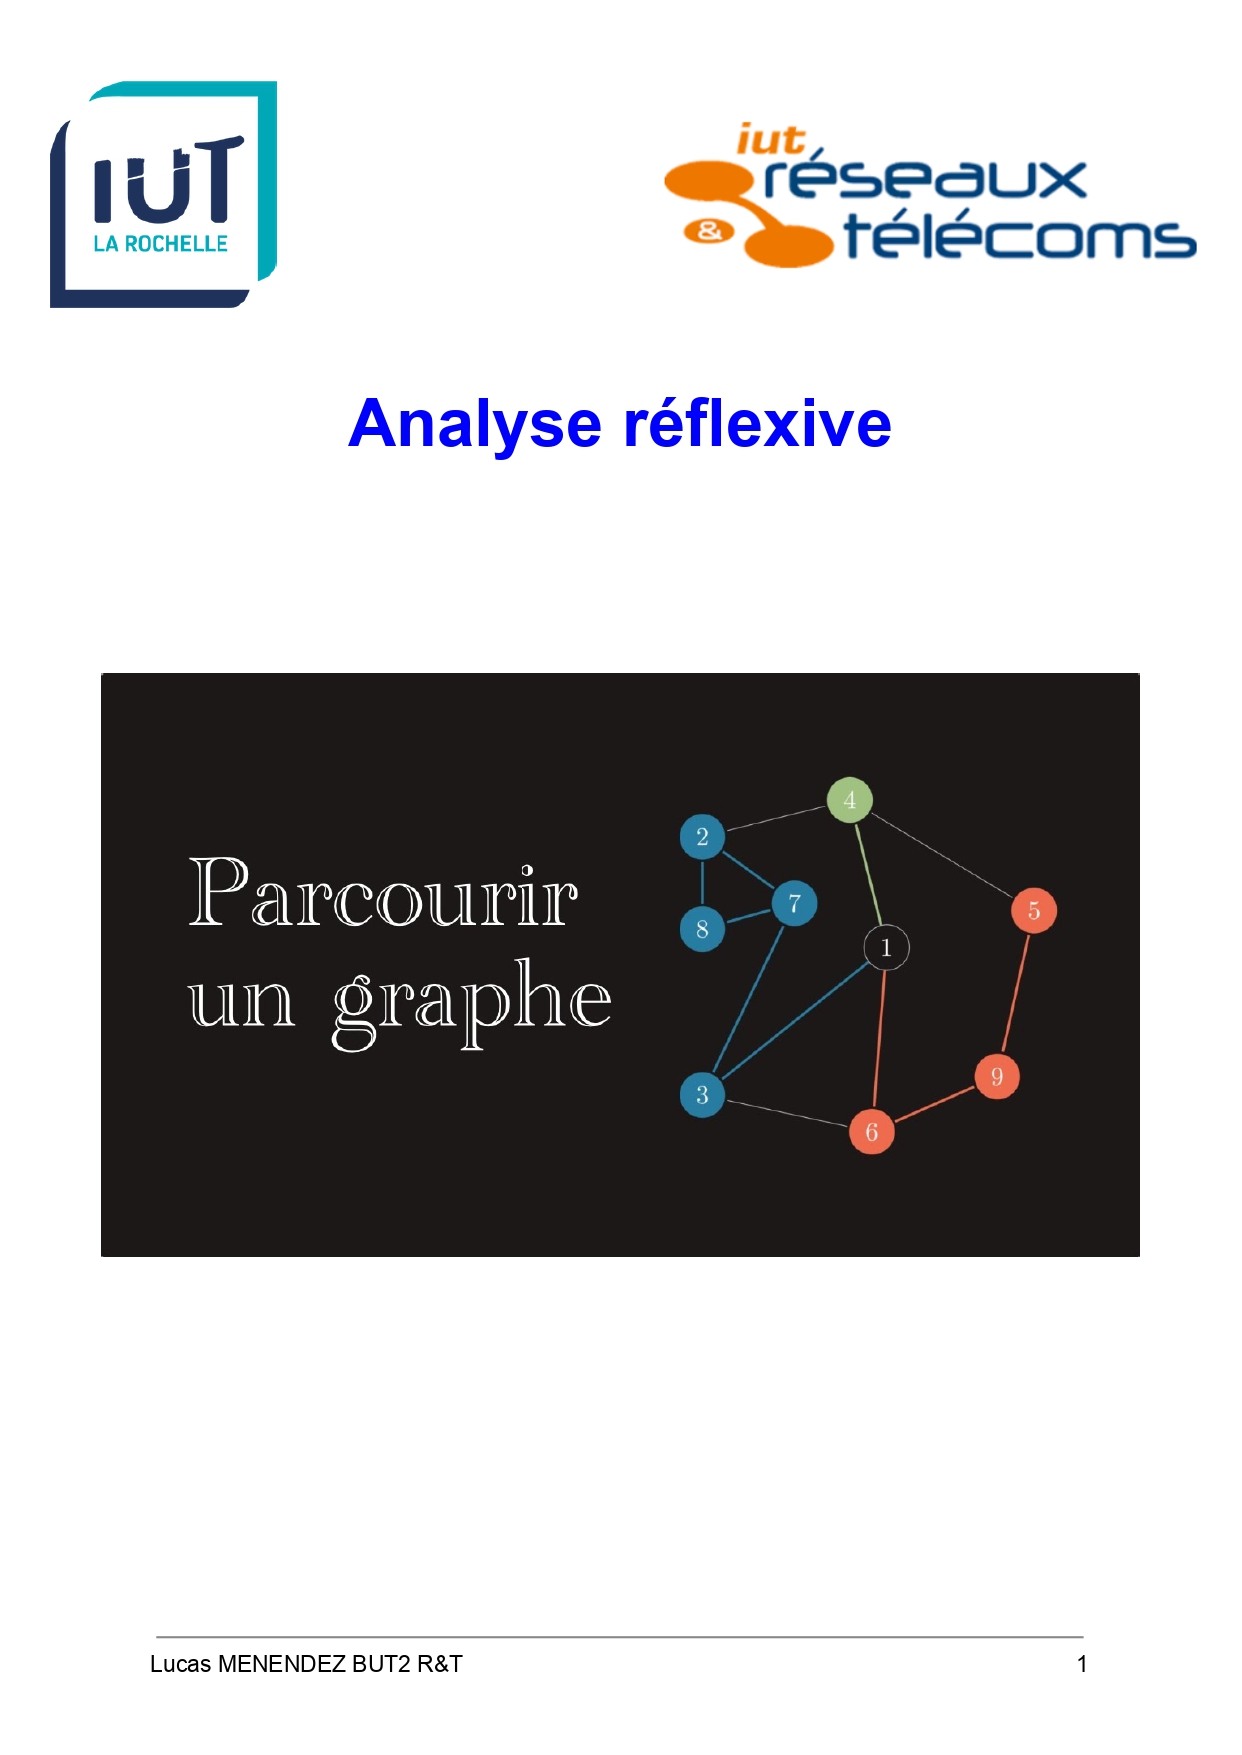 IUT
LA ROCHELLE
iut
réseaux
&
télécoms
Analyse réflexive
Parcourir
un graphe
4
2
7
5
8
1
9
3
6
Lucas MENENDEZ BUT2 R&T 1